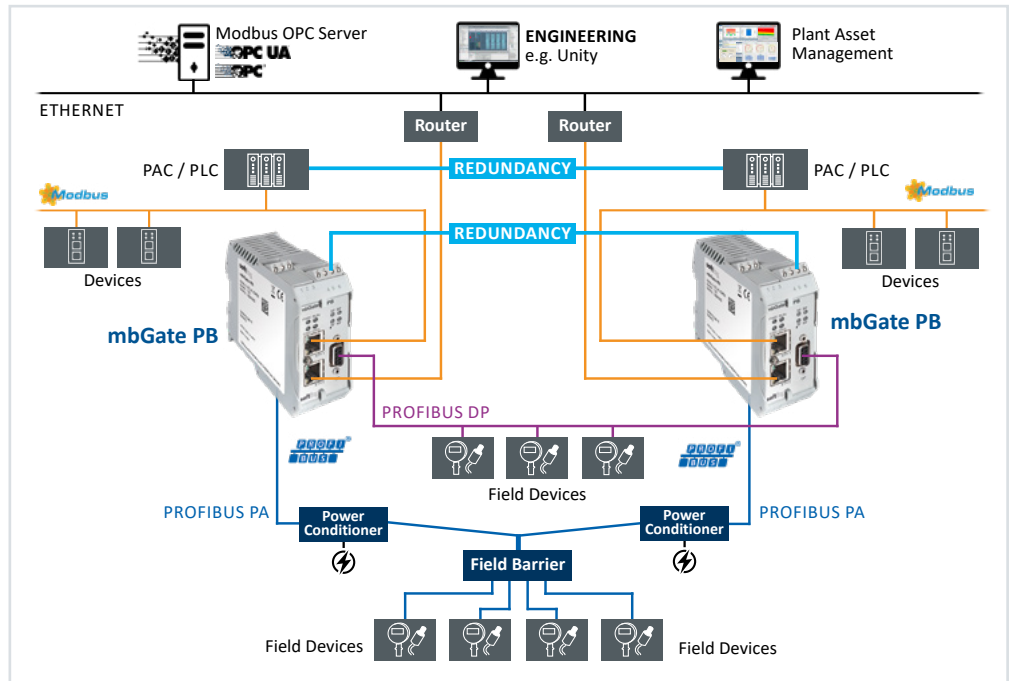 Modbus OPC Server
OPC UA
OPC
ENGINEERING
e.g. Unity
Plant Asset
Management
ETHERNET
Router
Router
PAC / PLC
REDUNDANCY
PAC / PLC
Modbus
Modbus
REDUNDANCY
Devices
Devices
mbGate PB
mbGate PB
PROFIBUS DP
PROFI
BUS
PROFI
BUS
Field Devices
PROFIBUS PA
Power
Conditioner
Power
Conditioner
PROFIBUS PA
Field Barrier
Field Devices
Field Devices